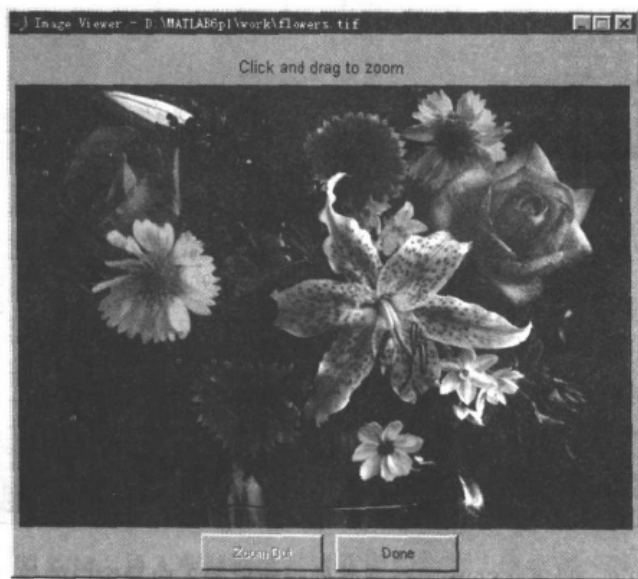 Image Viewer - D:\MATLAB6p1\work\flowers.tif
Click and drag to zoom
Zoom Out
Done